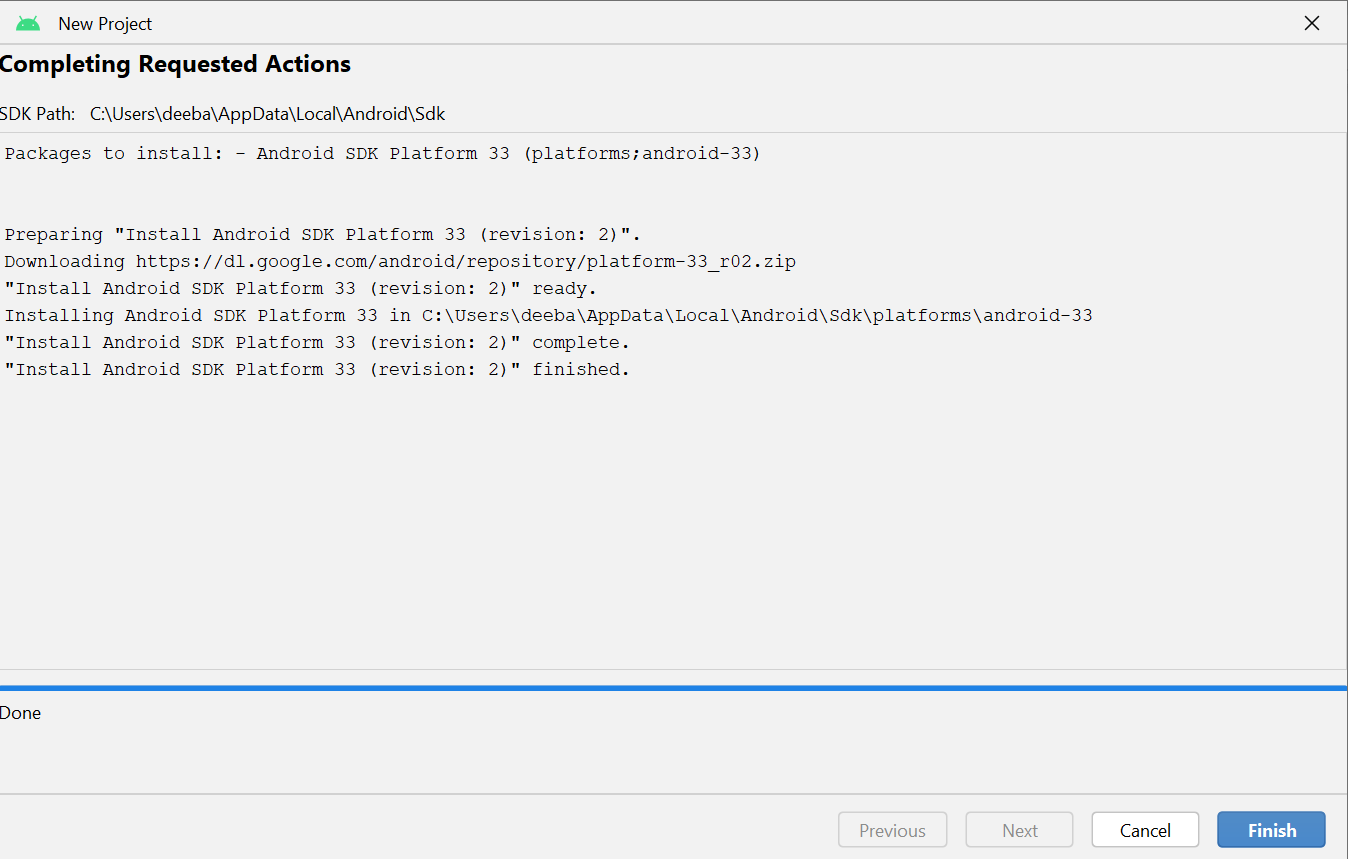 New Project
Completing Requested Actions
SDK Path: C:\Users\deeba\AppData\Local\Android\Sdk
Packages to install: - Android SDK Platform 33 (platforms;android-33)
Preparing "Install Android SDK Platform 33 (revision: 2)".
Downloading https://dl.google.com/android/repository/platform-33_r02.zip
"Install Android SDK Platform 33 (revision: 2)" ready.
Installing Android SDK Platform 33 in C:\Users\deeba\AppData\Local\Android\Sdk\platforms\android-33
"Install Android SDK Platform 33 (revision: 2)" complete.
"Install Android SDK Platform 33 (revision: 2)" finished.
Done
Previous Next Cancel Finish